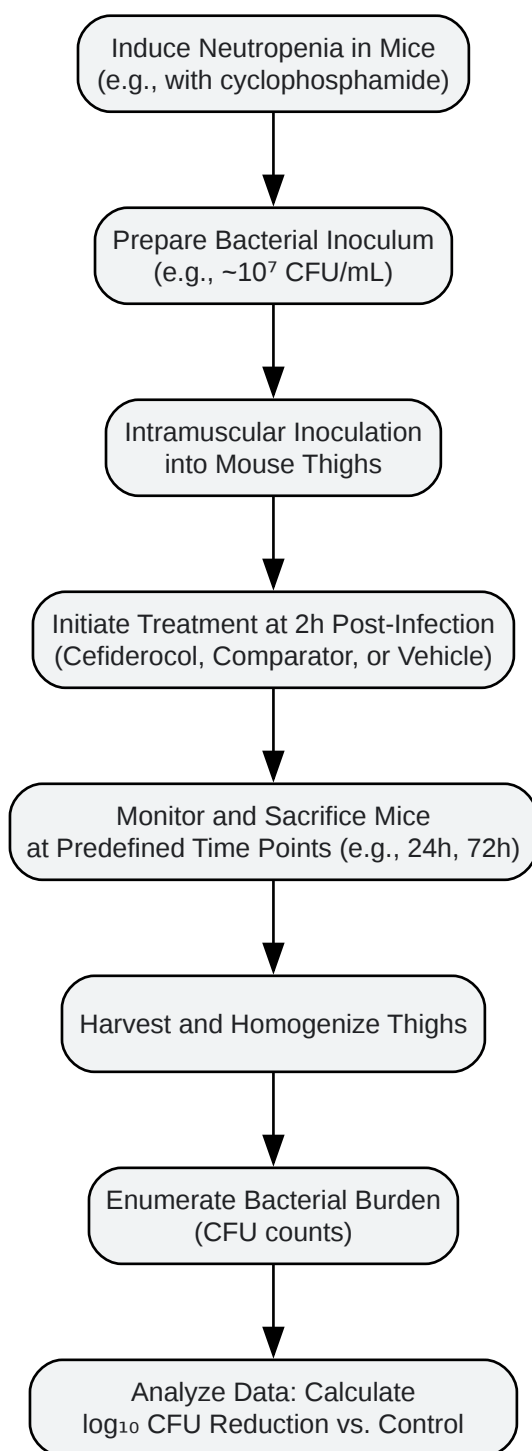 Induce Neutropenia in Mice
(e.g., with cyclophosphamide)
Prepare Bacterial Inoculum
(e.g., ~10⁷ CFU/mL)
Intramuscular Inoculation
into Mouse Thighs
Initiate Treatment at 2h Post-Infection
(Cefiderocol, Comparator, or Vehicle)
Monitor and Sacrifice Mice
at Predefined Time Points (e.g., 24h, 72h)
Harvest and Homogenize Thighs
Enumerate Bacterial Burden
(CFU counts)
Analyze Data: Calculate
log₁₀ CFU Reduction vs. Control